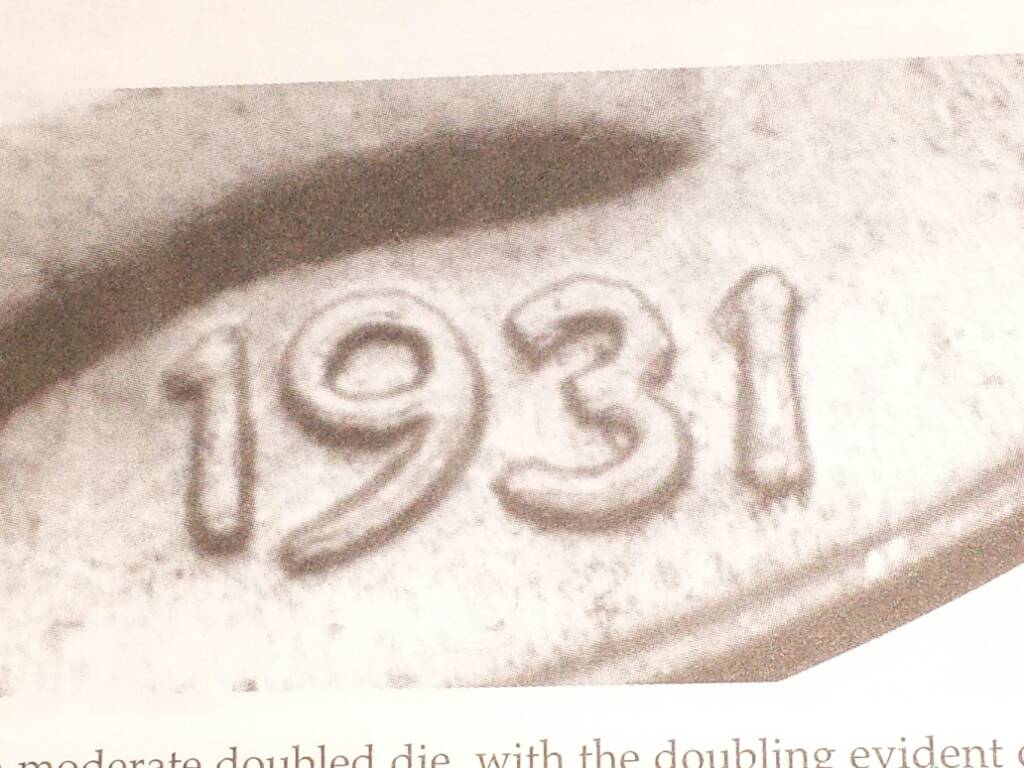 1931
moderate doubled die, with the doubling evident